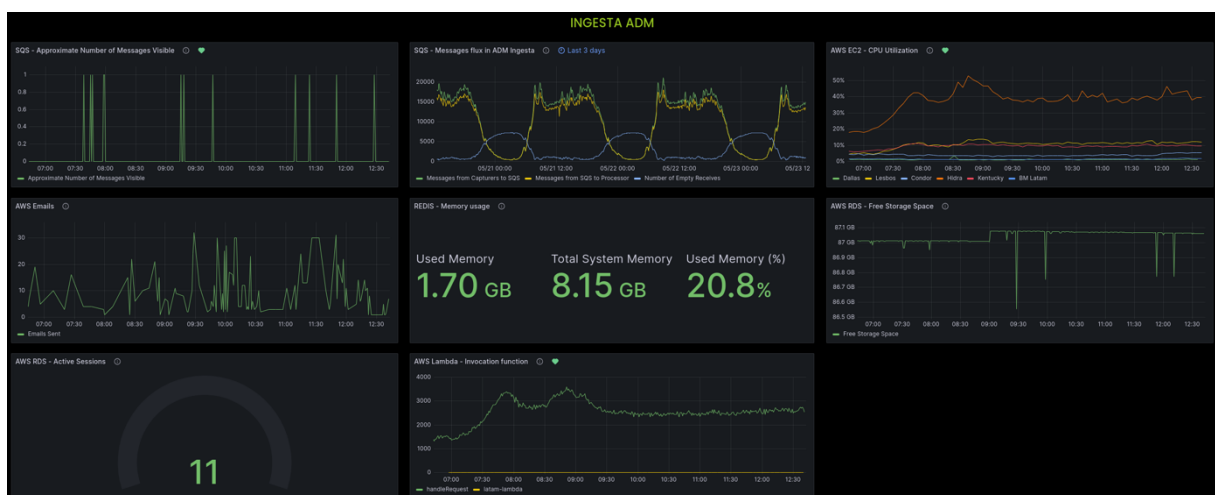 INGESTA ADM
SQS - Approximate Number of Messages Visible
1
0.8
0.6
0.4
0.2
0
07:00 07:30 08:00 08:30 09:00 09:30 10:00 10:30 11:00 11:30 12:00 12:30
Approximate Number of Messages Visible
SQS - Messages flux in ADM Ingesta Last 3 days
20000
15000
10000
5000
0
05/21 00:00 05/21 12:00 05/22 00:00 05/22 12:00 05/23 00:00 05/23 12
Messages from Capturers to SQS Messages from SQS to Processor Number of Empty Receives
AWS EC2 - CPU Utilization
50%
40%
30%
20%
10%
0%
07:00 07:30 08:00 08:30 09:00 09:30 10:00 10:30 11:00 11:30 12:00 12:30
Dallas Lesbos Condor Hidra Kentucky BM Latam
AWS Emails
30
20
10
0
07:00 07:30 08:00 08:30 09:00 09:30 10:00 10:30 11:00 11:30 12:00 12:30
Emails Sent
REDIS - Memory usage
Used Memory Total System Memory Used Memory (%)
1.70 GB 8.15 GB 20.8%
AWS RDS - Free Storage Space
87.1 GB
87 GB
86.9 GB
86.8 GB
86.7 GB
86.6 GB
86.5 GB
07:00 07:30 08:00 08:30 09:00 09:30 10:00 10:30 11:00 11:30 12:00 12:30
Free Storage Space
AWS RDS - Active Sessions
11
AWS Lambda - Invocation function
4000
3000
2000
1000
0
07:00 07:30 08:00 08:30 09:00 09:30 10:00 10:30 11:00 11:30 12:00 12:30
handleRequest latam-lambda